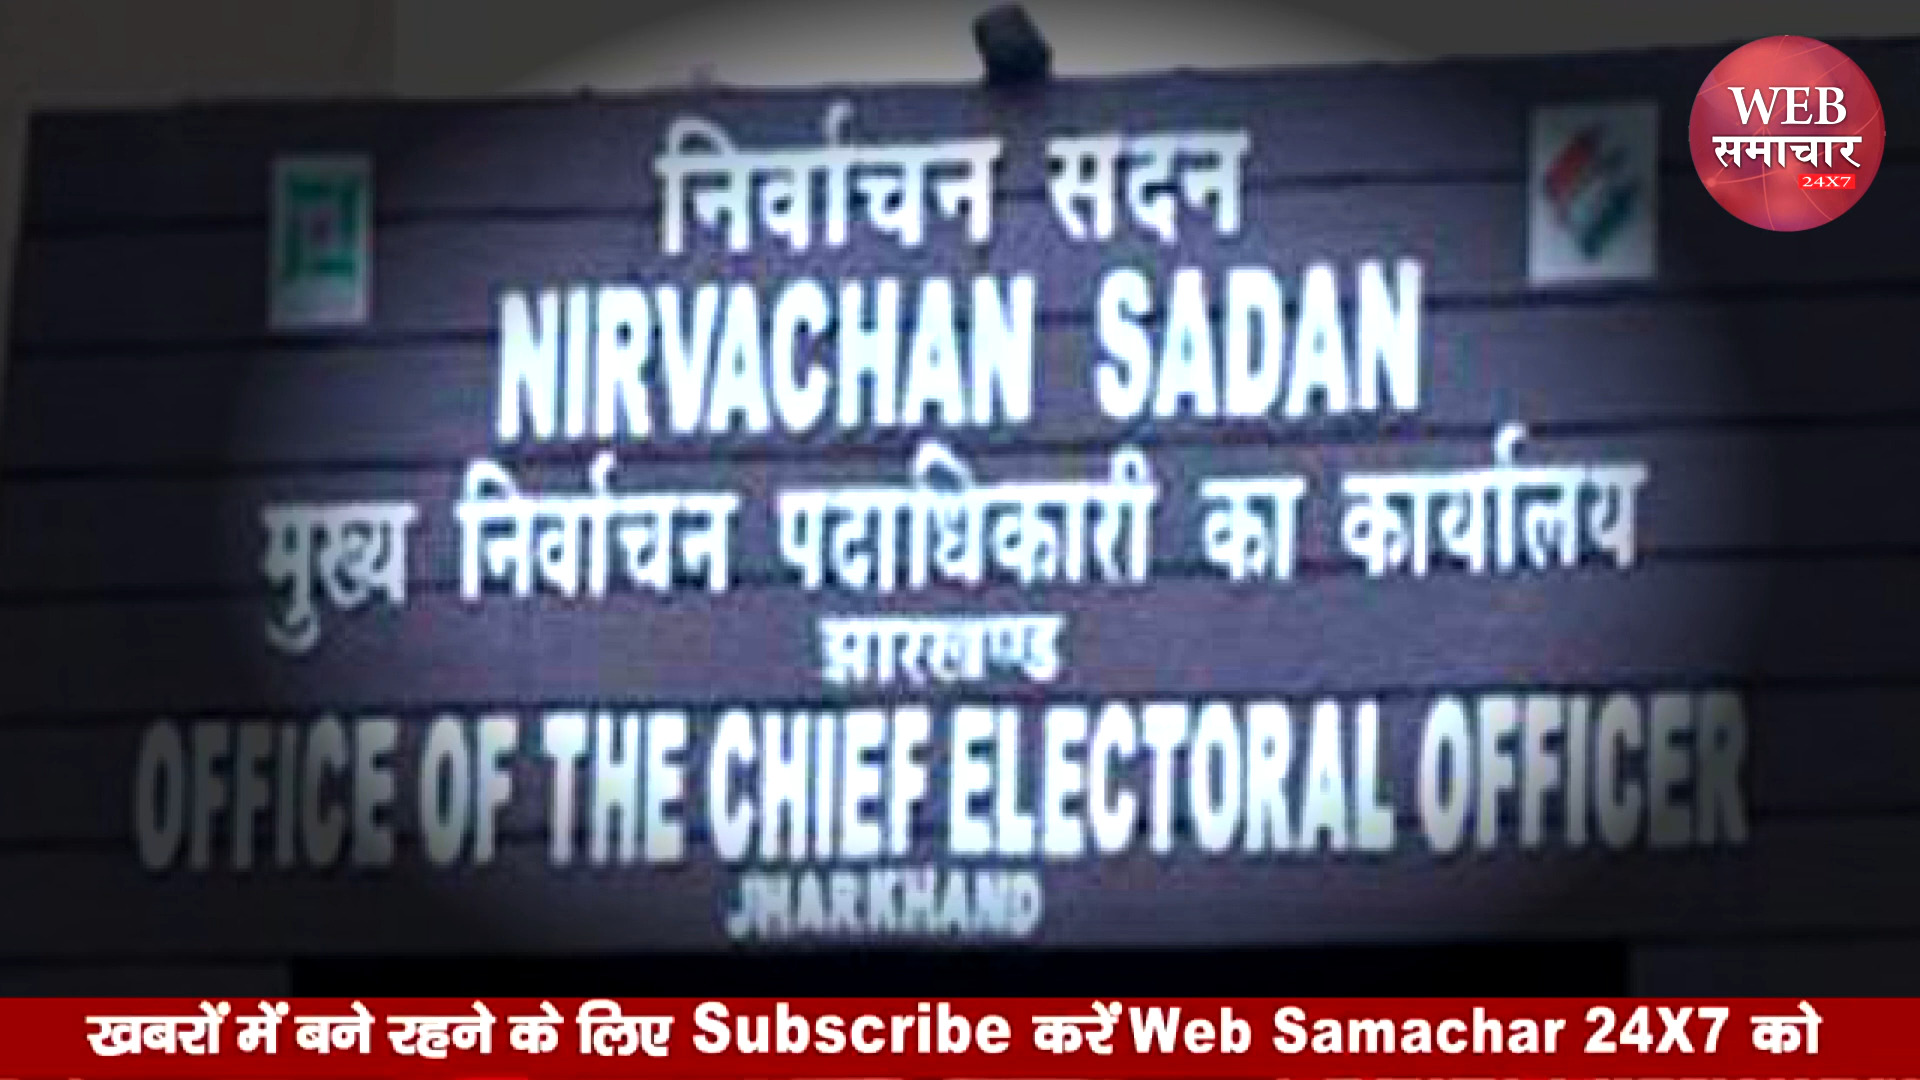 निर्वाचन सदन
NIRVACHAN SADAN
मुख्य निर्वाचन पदाधिकारी का कार्यालय
झारखण्ड
OFFICE OF THE CHIEF ELECTORAL OFFICER
JHARKHAND
WEB
समाचार
24X7
खबरों में बने रहने के लिए Subscribe करें Web Samachar 24X7 को